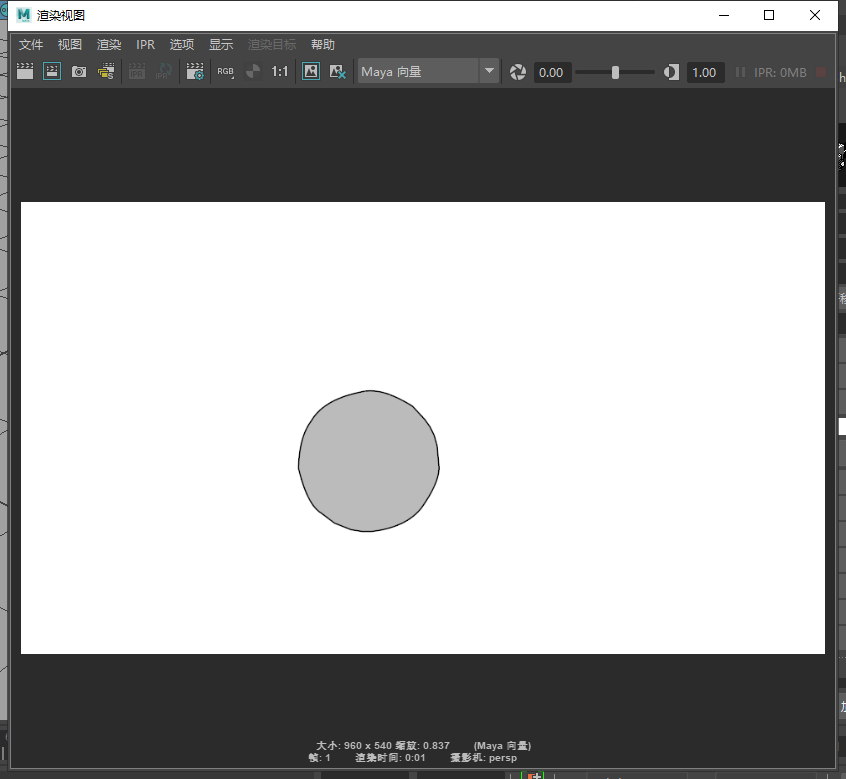 渲染视图
文件 视图 渲染 IPR 选项 显示 渲染目标 帮助
RGB 1:1 Maya 向量 0.00 1.00 IPR: 0MB
大小: 960 x 540 缩放: 0.837 (Maya 向量)
帧: 1 渲染时间: 0:01 摄影机: persp